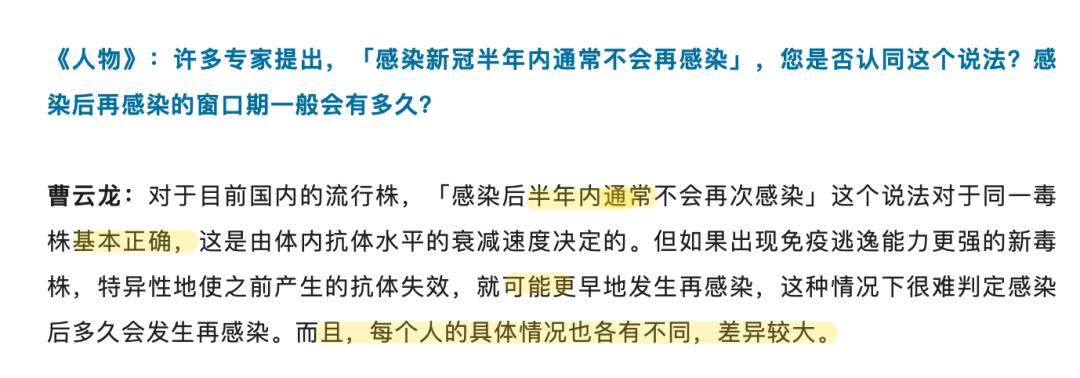 《人物》：许多专家提出，「感染新冠半年内通常不会再感染」，您是否认同这个说法？感
染后再感染的窗口期一般会有多久？
曹云龙：对于目前国内的流行株，「感染后半年内通常不会再次感染」这个说法对于同一毒
株基本正确，这是由体内抗体水平的衰减速度决定的。但如果出现免疫逃逸能力更强的新毒
株，特异性地使之前产生的抗体失效，就可能更早地发生再感染，这种情况下很难判定感染
后多久会发生再感染。而且，每个人的具体情况也各有不同，差异较大。